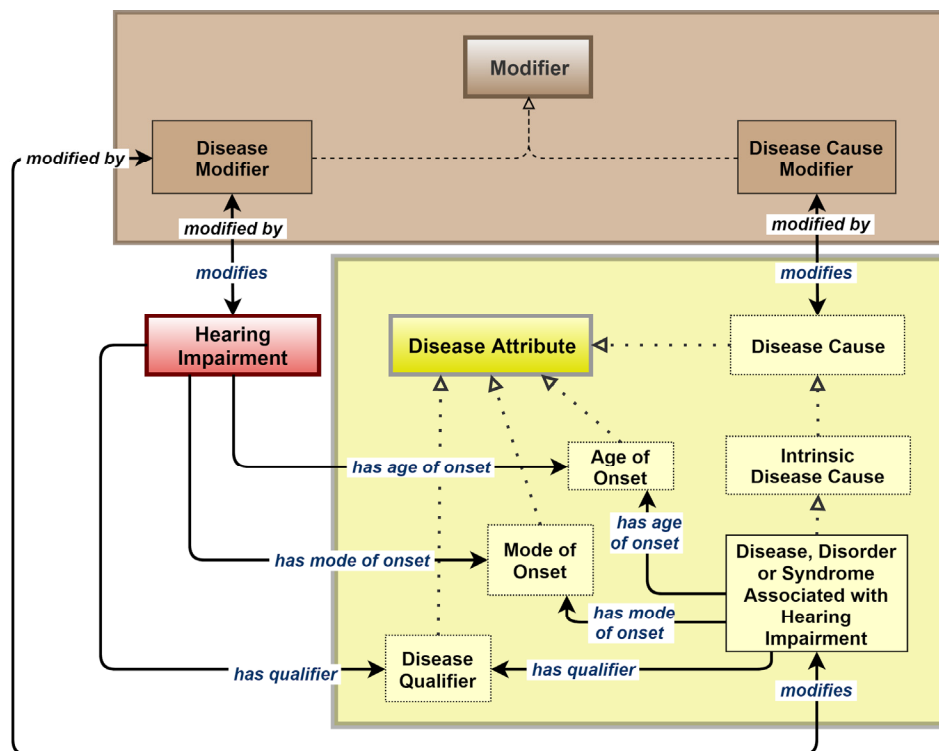 Modifier
Disease
Modifier
Disease Cause
Modifier
modified by
modified by
modified by
modifies
modifies
Hearing
Impairment
Disease Attribute
Disease Cause
Age of
Onset
Intrinsic
Disease Cause
has age of onset
has age
of onset
Mode of
Onset
has mode of onset
Disease, Disorder
or Syndrome
Associated with
Hearing
Impairment
has mode
of onset
Disease
Qualifier
has qualifier
has qualifier
modifies